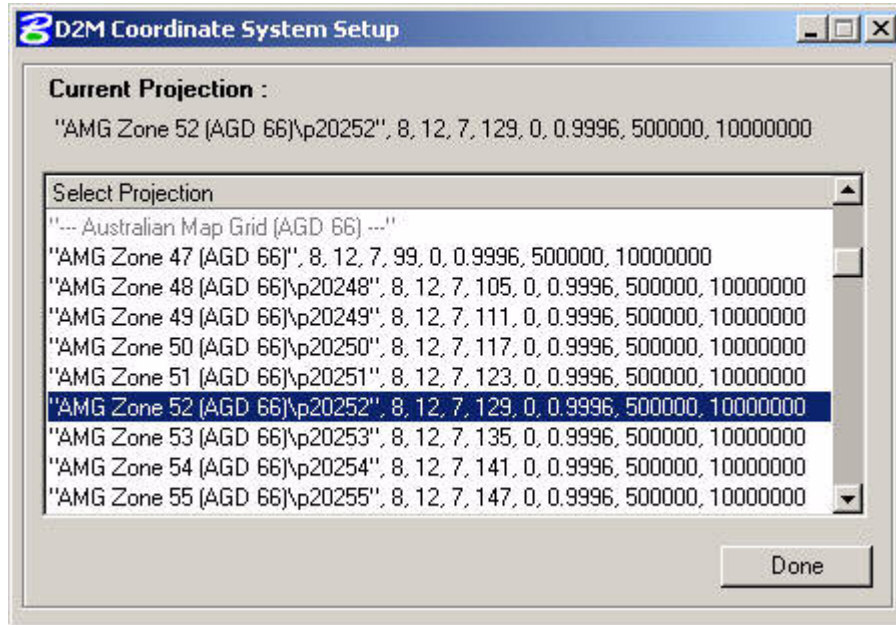 D2M Coordinate System Setup
Current Projection :
"AMG Zone 52 (AGD 66)\p20252", 8, 12, 7, 129, 0, 0.9996, 500000, 10000000
Select Projection
"--- Australian Map Grid (AGD 66) ---"
"AMG Zone 47 (AGD 66)", 8, 12, 7, 99, 0, 0.9996, 500000, 10000000
"AMG Zone 48 (AGD 66)\p20248", 8, 12, 7, 105, 0, 0.9996, 500000, 10000000
"AMG Zone 49 (AGD 66)\p20249", 8, 12, 7, 111, 0, 0.9996, 500000, 10000000
"AMG Zone 50 (AGD 66)\p20250", 8, 12, 7, 117, 0, 0.9996, 500000, 10000000
"AMG Zone 51 (AGD 66)\p20251", 8, 12, 7, 123, 0, 0.9996, 500000, 10000000
"AMG Zone 52 (AGD 66)\p20252", 8, 12, 7, 129, 0, 0.9996, 500000, 10000000
"AMG Zone 53 (AGD 66)\p20253", 8, 12, 7, 135, 0, 0.9996, 500000, 10000000
"AMG Zone 54 (AGD 66)\p20254", 8, 12, 7, 141, 0, 0.9996, 500000, 10000000
"AMG Zone 55 (AGD 66)\p20255", 8, 12, 7, 147, 0, 0.9996, 500000, 10000000
Done